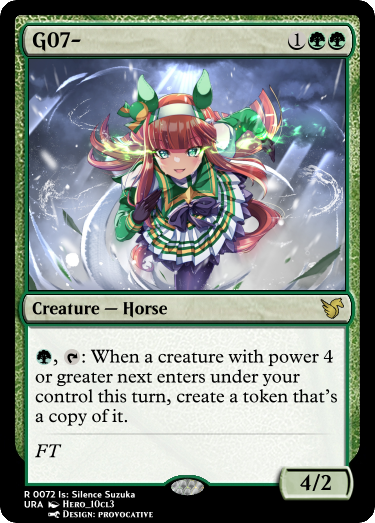 G07- 1
Creature — Horse
, : When a creature with power 4
or greater next enters under your
control this turn, create a token that's
a copy of it.
FT
4/2
R 0072 Is: Silence Suzuka
URA Hero_10cl3
Design: provocative